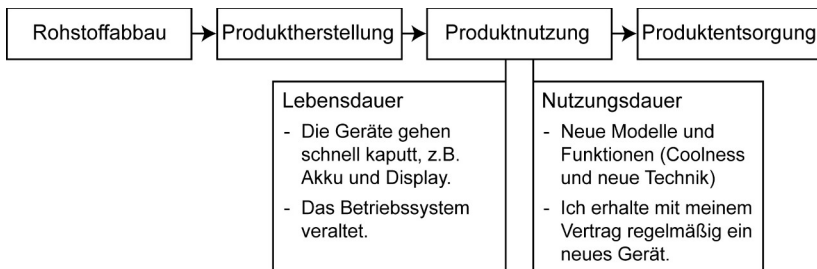 Rohstoffabbau
Produktherstellung
Produktnutzung
Produktentsorgung
Lebensdauer
- Die Geräte gehen
schnell kaputt, z.B.
Akku und Display.
- Das Betriebssystem
veraltet.
Nutzungsdauer
- Neue Modelle und
Funktionen (Coolness
und neue Technik)
- Ich erhalte mit meinem
Vertrag regelmäßig ein
neues Gerät.